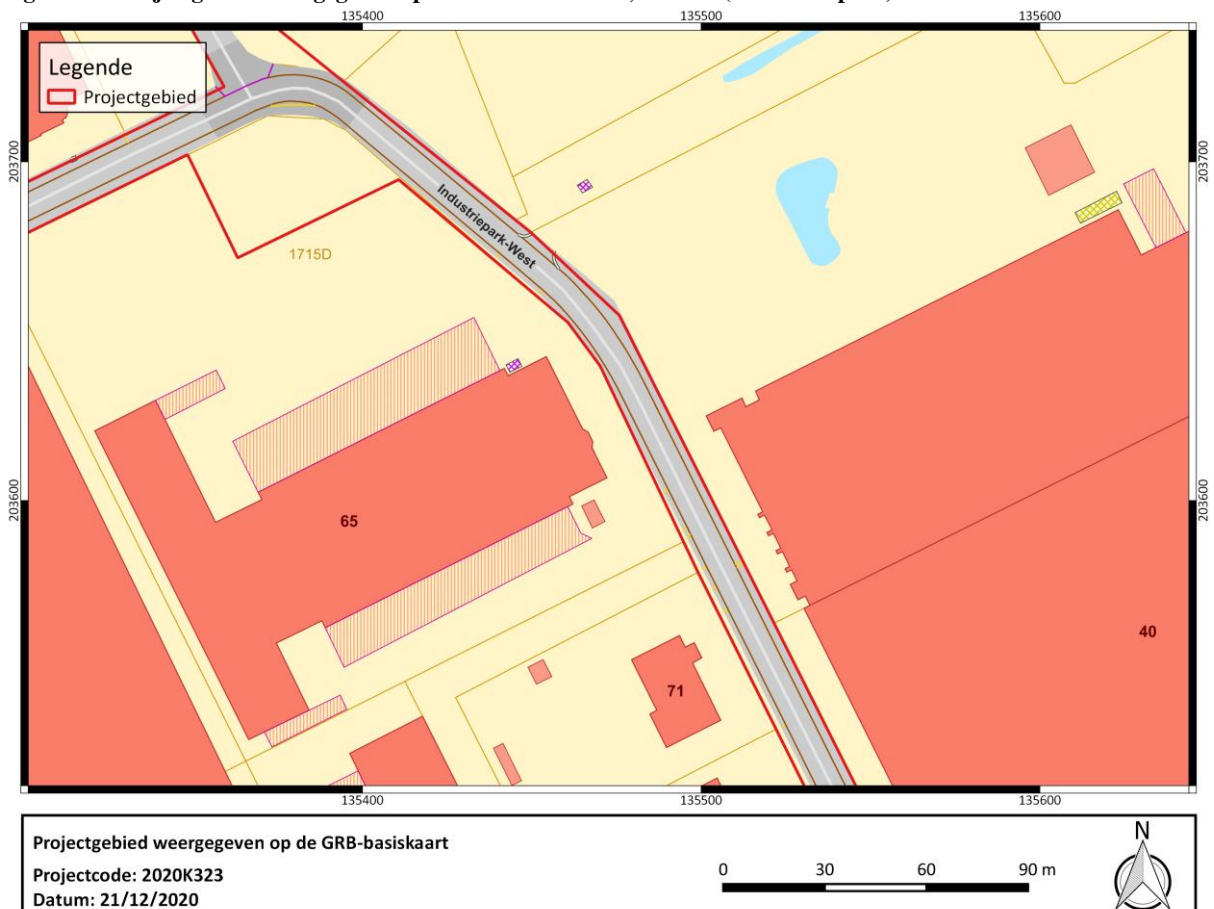 135400
135500
135600
Legende
Projectgebied
203700
203700
Industriepark-West
1715D
203600
203600
65
40
71
135400
135500
135600
Projectgebied weergegeven op de GRB-basiskaart
Projectcode: 2020K323
Datum: 21/12/2020
0 30 60 90 m
N